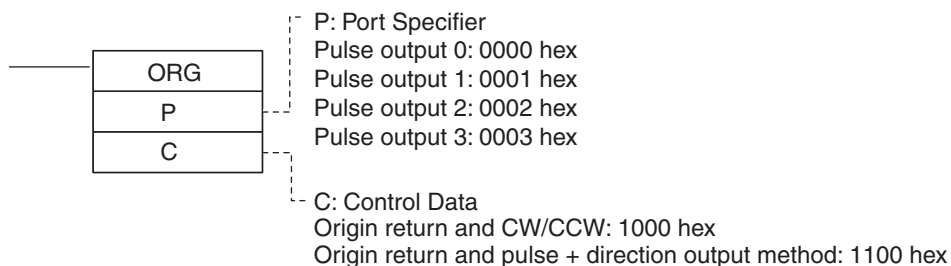 ORG
P
C
P: Port Specifier
Pulse output 0: 0000 hex
Pulse output 1: 0001 hex
Pulse output 2: 0002 hex
Pulse output 3: 0003 hex
C: Control Data
Origin return and CW/CCW: 1000 hex
Origin return and pulse + direction output method: 1100 hex